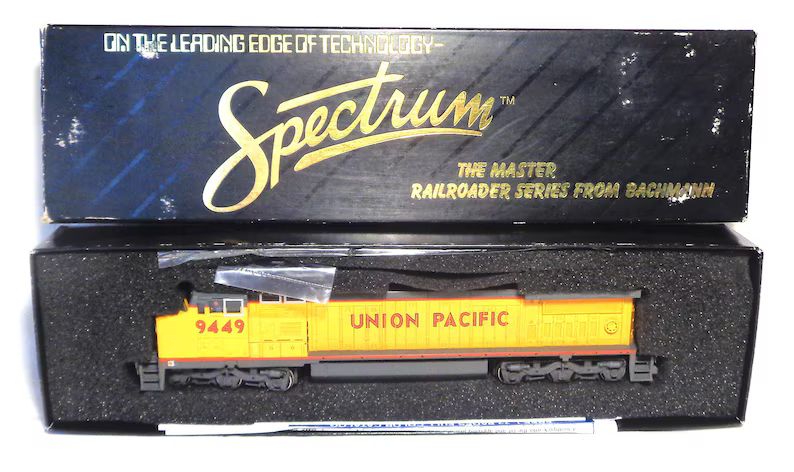 ON THE LEADING EDGE OF TECHNOLOGY-
Spectrum™
THE MASTER
RAILROADER SERIES FROM BACHMANN
9449
UNION PACIFIC